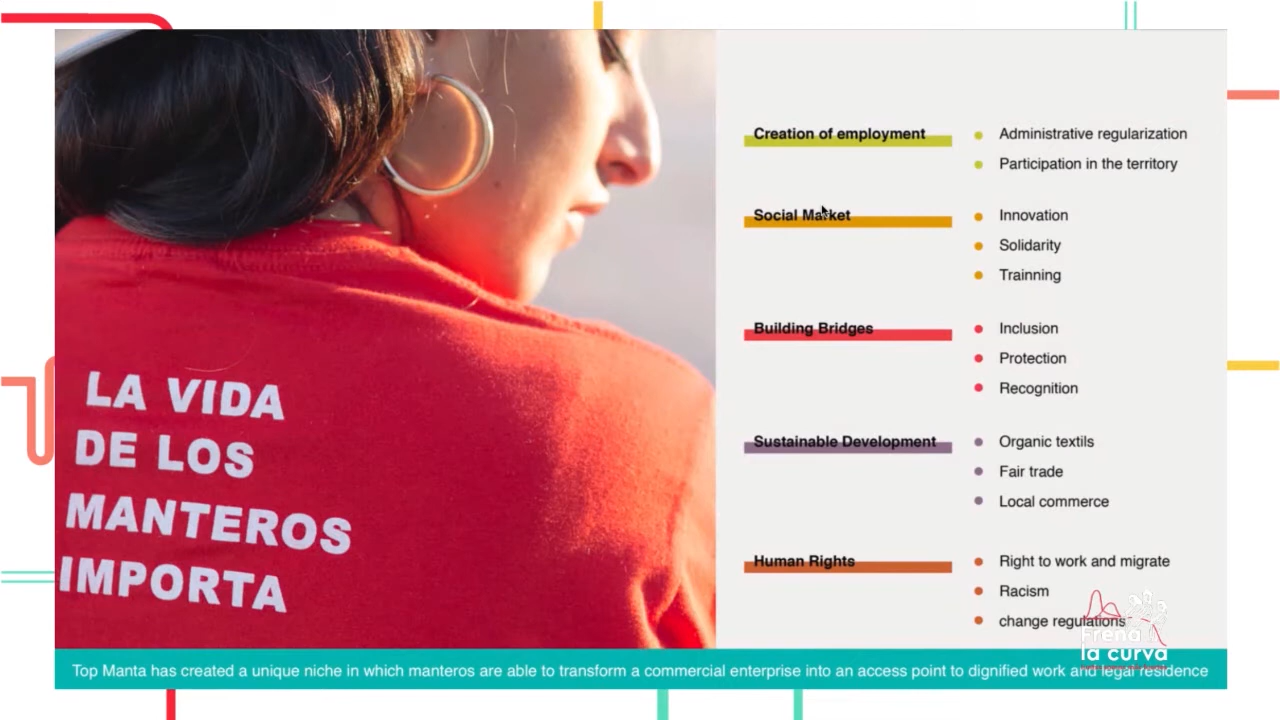 LA VIDA
DE LOS
MANTEROS
IMPORTA
Creation of employment
Administrative regularization
Participation in the territory
Social Market
Innovation
Solidarity
Trainning
Building Bridges
Inclusion
Protection
Recognition
Sustainable Development
Organic textils
Fair trade
Local commerce
Human Rights
Right to work and migrate
Racism
change regulations
Frena
la curva
Top Manta has created a unique niche in which manteros are able to transform a commercial enterprise into an access point to dignified work and legal residence